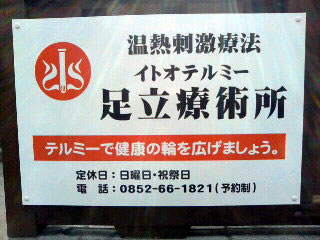 温熱刺激療法
イトオテルミー
足立療術所
テルミーで健康の輪を広げましょう。
定休日：日曜日・祝祭日
電　話：0852-66-1821(予約制)